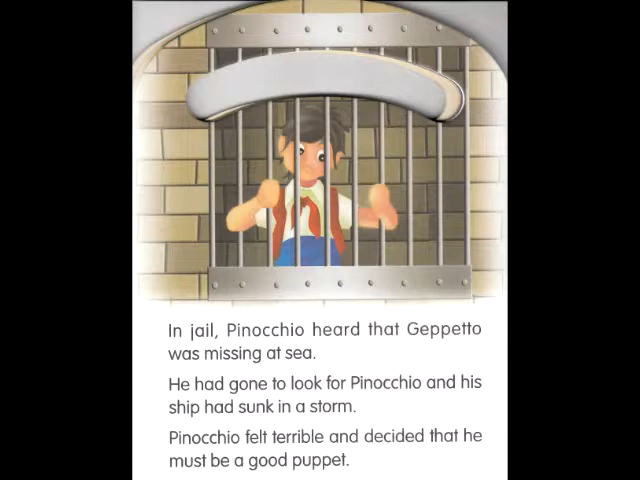 In jail, Pinocchio heard that Geppetto
was missing at sea.
He had gone to look for Pinocchio and his
ship had sunk in a storm.
Pinocchio felt terrible and decided that he
must be a good puppet.